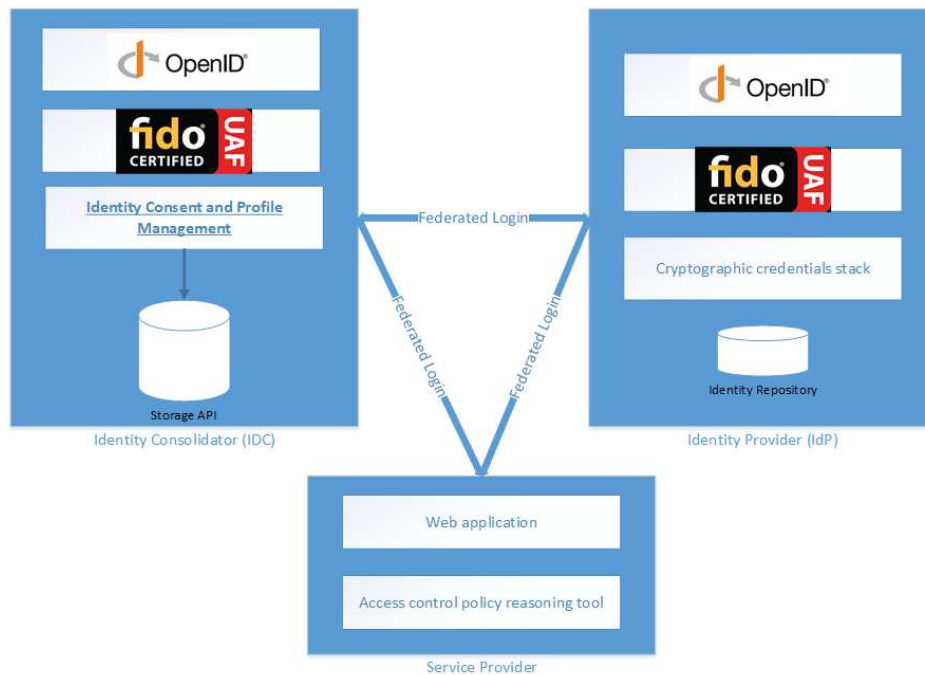 OpenID®
fido®
CERTIFIED
UAF
Identity Consent and Profile
Management
Storage API
Identity Consolidator (IDC)
Federated Login
Federated Login
Federated Login
OpenID®
fido®
CERTIFIED
UAF
Cryptographic credentials stack
Identity Repository
Identity Provider (IdP)
Web application
Access control policy reasoning tool
Service Provider